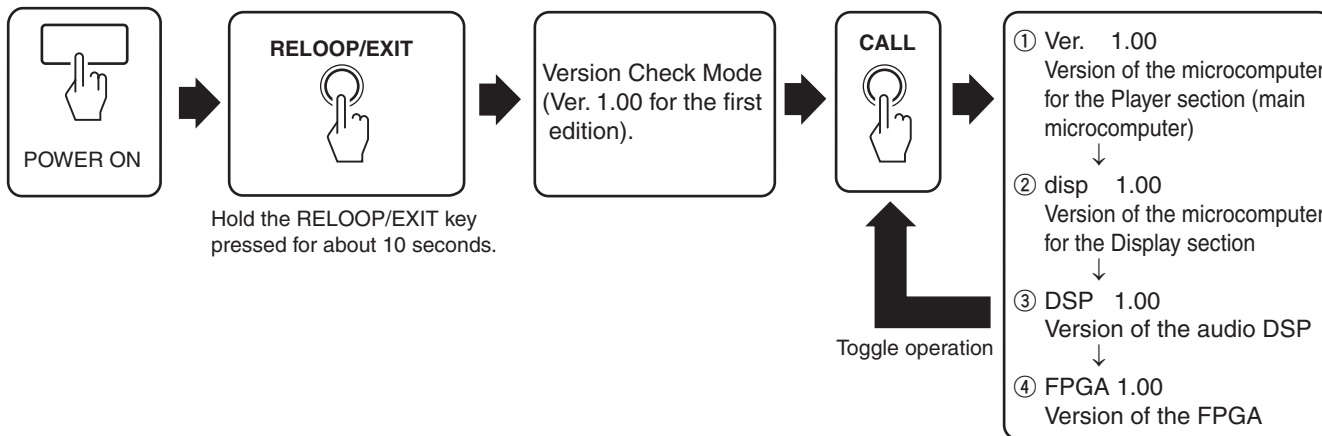 POWER ON
RELOOP/EXIT
Hold the RELOOP/EXIT key
pressed for about 10 seconds.
Version Check Mode
(Ver. 1.00 for the first
edition).
CALL
Toggle operation
① Ver. 1.00
Version of the microcomputer
for the Player section (main
microcomputer)
↓
② disp 1.00
Version of the microcomputer
for the Display section
↓
③ DSP 1.00
Version of the audio DSP
↓
④ FPGA 1.00
Version of the FPGA